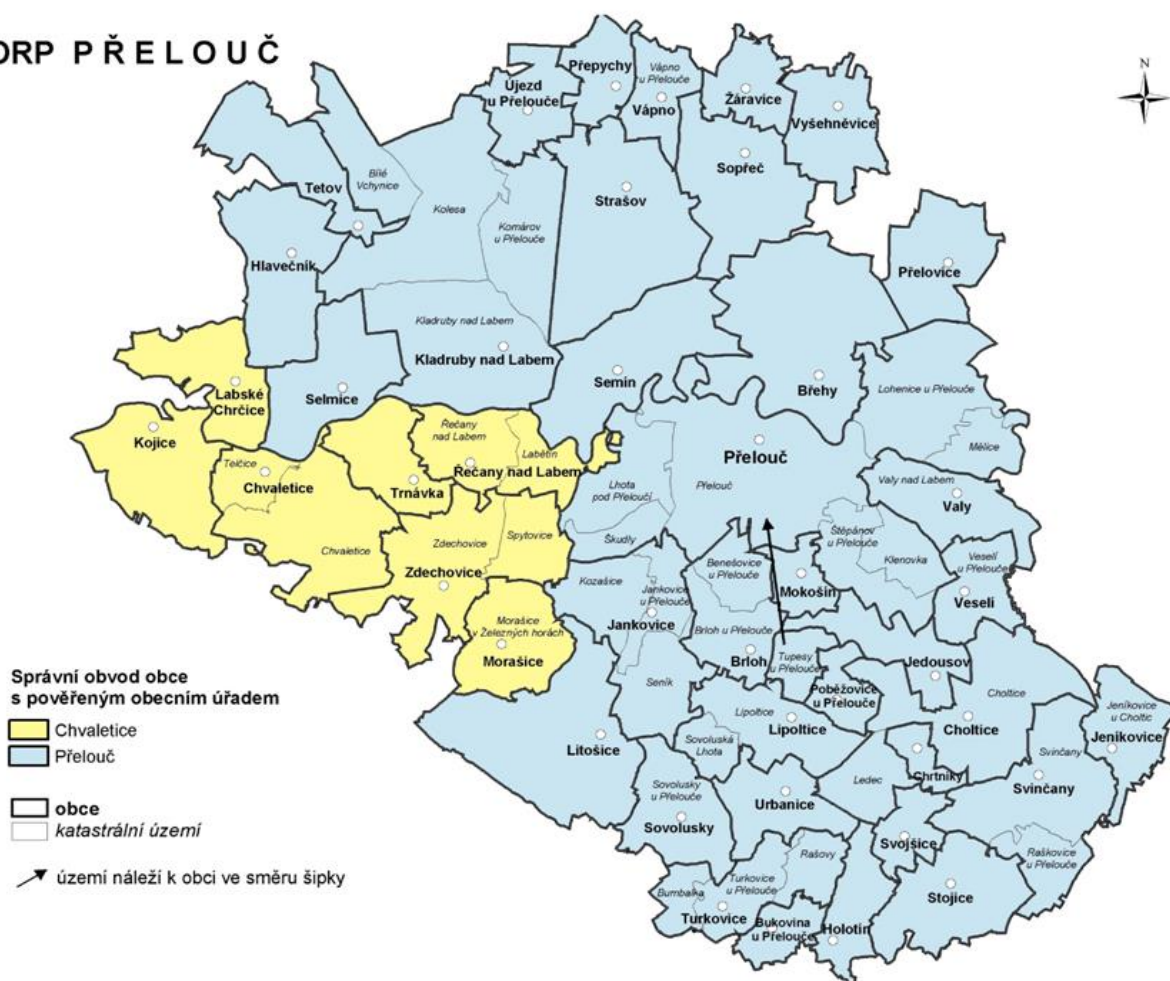 ORP PŘELOUČ
N
Přepychy
Vápno
u Přelouče
Újezd
u Přelouče
Vápno
Žáravice
Vyšehněvice
Sopřeč
Bílé
Vchynice
Tetov
Kolesa
Strašov
Komárov
u Přelouče
Hlavečník
Přelovice
Kladruby nad Labem
Kladruby nad Labem
Semín
Břehy
Lohenice u Přelouče
Labské
Chrčice
Selmice
Kojice
Řečany
nad Labem
Labětín
Mělice
Přelouč
Telčice
Chvaletice
Trnávka
Řečany nad Labem
Lhota
pod Přeloučí
Přelouč
Valy nad Labem
Valy
Spytovice
Štěpánov
u Přelouče
Chvaletice
Zdechovice
Škudly
Benešovice
u Přelouče
Klenovka
Veselí
u Přelouče
Zdechovice
Kozašice
Jankovice
u Přelouče
Mokošín
Veselí
Morašice
v Železných horách
Jankovice
Brloh u Přelouče
Morašice
Brloh
Tupesy
u Přelouče
Jedousov
Seník
Poběžovice
u Přelouče
Choltice
Jeníkovice
u Choltic
Lipoltice
Lipoltice
Choltice
Litošice
Sovoluská
Lhota
Jeníkovice
Svinčany
Chrtníky
Ledec
Svinčany
Sovolusky
u Přelouče
Urbanice
Sovolusky
Svojšice
Rašovy
Raškovice
u Přelouče
Turkovice
u Přelouče
Bumbalka
Stojice
Turkovice
Bukovina
u Přelouče
Holotín
Správní obvod obce
s pověřeným obecním úřadem
Chvaletice
Přelouč
obce
katastrální území
území náleží k obci ve směru šipky